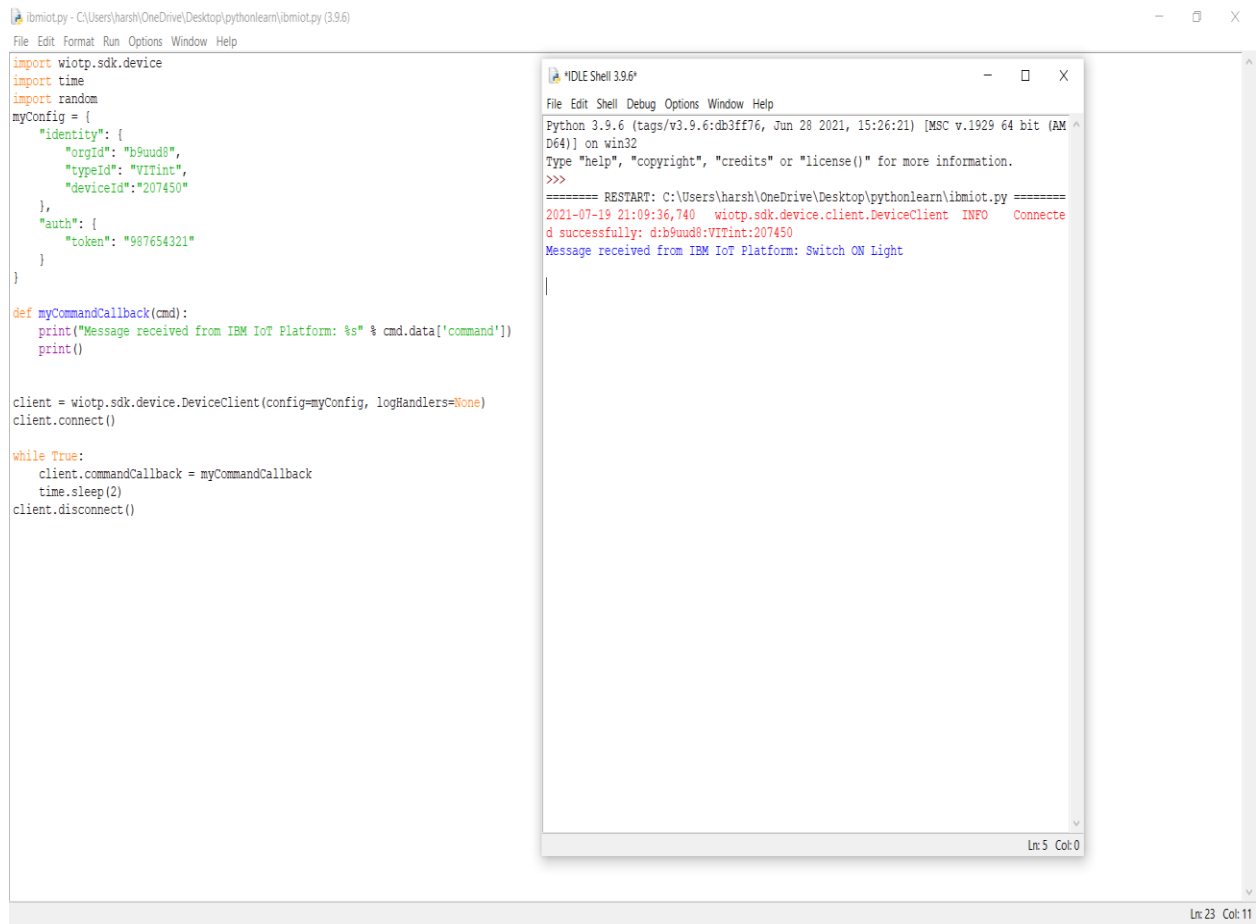 ibmiot.py - C:\Users\harsh\OneDrive\Desktop\pythonlearn\ibmiot.py (3.9.6)
File Edit Format Run Options Window Help
import wiotp.sdk.device
import time
import random
myConfig = {
    "identity": {
        "orgId": "b9uud8",
        "typeId": "VITint",
        "deviceId":"207450"
    },
    "auth": {
        "token": "987654321"
    }
}
def myCommandCallback(cmd):
    print("Message received from IBM IoT Platform: %s" % cmd.data['command'])
    print()
client = wiotp.sdk.device.DeviceClient(config=myConfig, logHandlers=None)
client.connect()
while True:
    client.commandCallback = myCommandCallback
    time.sleep(2)
client.disconnect()
*IDLE Shell 3.9.6*
File Edit Shell Debug Options Window Help
Python 3.9.6 (tags/v3.9.6:db3ff76, Jun 28 2021, 15:26:21) [MSC v.1929 64 bit (AM
D64)] on win32
Type "help", "copyright", "credits" or "license()" for more information.
>>>
======== RESTART: C:\Users\harsh\OneDrive\Desktop\pythonlearn\ibmiot.py ========
2021-07-19 21:09:36,740   wiotp.sdk.device.client.DeviceClient  INFO    Connecte
d successfully: d:b9uud8:VITint:207450
Message received from IBM IoT Platform: Switch ON Light
Ln: 5 Col: 0
Ln: 23 Col: 11